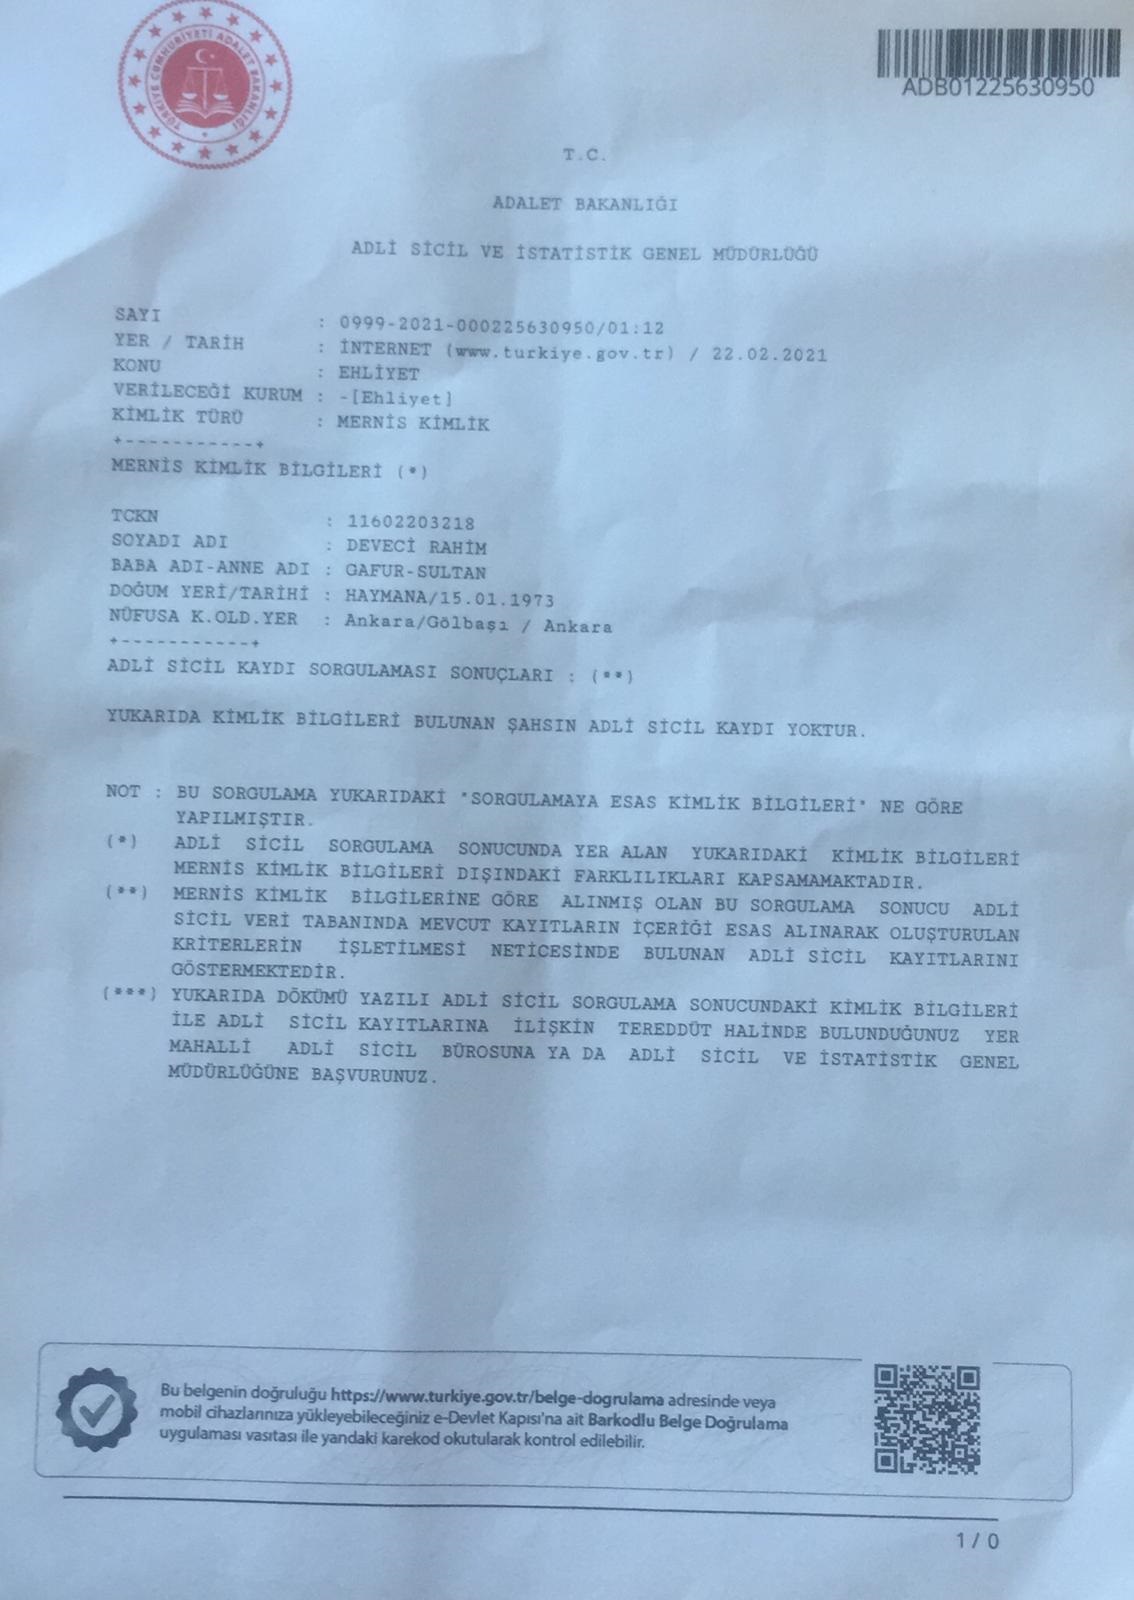 TÜRKİYE CUMHURİYETİ ADALET BAKANLIĞI
ADB01225630950
T.C.
ADALET BAKANLIĞI
ADLİ SİCİL VE İSTATİSTİK GENEL MÜDÜRLÜĞÜ
SAYI : 0999-2021-000225630950/01:12
YER / TARİH : İNTERNET (www.turkiye.gov.tr) / 22.02.2021
KONU : EHLİYET
VERİLECEĞİ KURUM : -[Ehliyet]
KİMLİK TÜRÜ : MERNİS KİMLİK
+-----------+
MERNİS KİMLİK BİLGİLERİ (*)
TCKN : 11602203218
SOYADI ADI : DEVECİ RAHİM
BABA ADI-ANNE ADI : GAFUR-SULTAN
DOĞUM YERİ/TARİHİ : HAYMANA/15.01.1973
NÜFUSA K.OLD.YER : Ankara/Gölbaşı / Ankara
+-----------+
ADLİ SİCİL KAYDI SORGULAMASI SONUÇLARI : (**)
YUKARIDA KİMLİK BİLGİLERİ BULUNAN ŞAHSIN ADLİ SİCİL KAYDI YOKTUR.
NOT : BU SORGULAMA YUKARIDAKİ "SORGULAMAYA ESAS KİMLİK BİLGİLERİ" NE GÖRE
YAPILMIŞTIR.
(*) ADLİ SİCİL SORGULAMA SONUCUNDA YER ALAN YUKARIDAKİ KİMLİK BİLGİLERİ
MERNİS KİMLİK BİLGİLERİ DIŞINDAKİ FARKLILIKLARI KAPSAMAMAKTADIR.
(**) MERNİS KİMLİK BİLGİLERİNE GÖRE ALINMIŞ OLAN BU SORGULAMA SONUCU ADLİ
SİCİL VERİ TABANINDA MEVCUT KAYITLARIN İÇERİĞİ ESAS ALINARAK OLUŞTURULAN
KRİTERLERİN İŞLETİLMESİ NETİCESİNDE BULUNAN ADLİ SİCİL KAYITLARINI
GÖSTERMEKTEDİR.
(***) YUKARIDA DÖKÜMÜ YAZILI ADLİ SİCİL SORGULAMA SONUCUNDAKİ KİMLİK BİLGİLERİ
İLE ADLİ SİCİL KAYITLARINA İLİŞKİN TEREDDÜT HALİNDE BULUNDUĞUNUZ YER
MAHALLİ ADLİ SİCİL BÜROSUNA YA DA ADLİ SİCİL VE İSTATİSTİK GENEL
MÜDÜRLÜĞÜNE BAŞVURUNUZ.
Bu belgenin doğruluğu https://www.turkiye.gov.tr/belge-dogrulama adresinde veya
mobil cihazlarınıza yükleyebileceğiniz e-Devlet Kapısı'na ait Barkodlu Belge Doğrulama
uygulaması vasıtası ile yandaki karekod okutularak kontrol edilebilir.
1 / 0